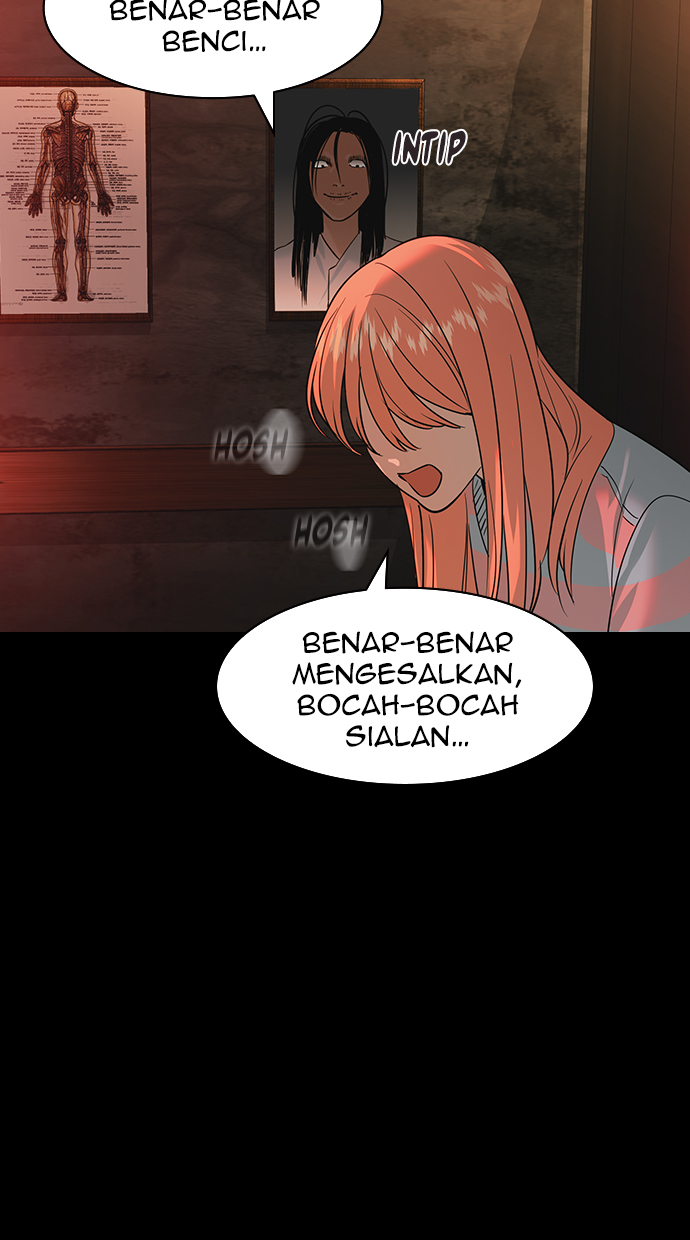 BENAR-BENAR
BENCI...
INTIP
HOSH
HOSH
BENAR-BENAR
MENGESALKAN,
BOCAH-BOCAH
SIALAN...